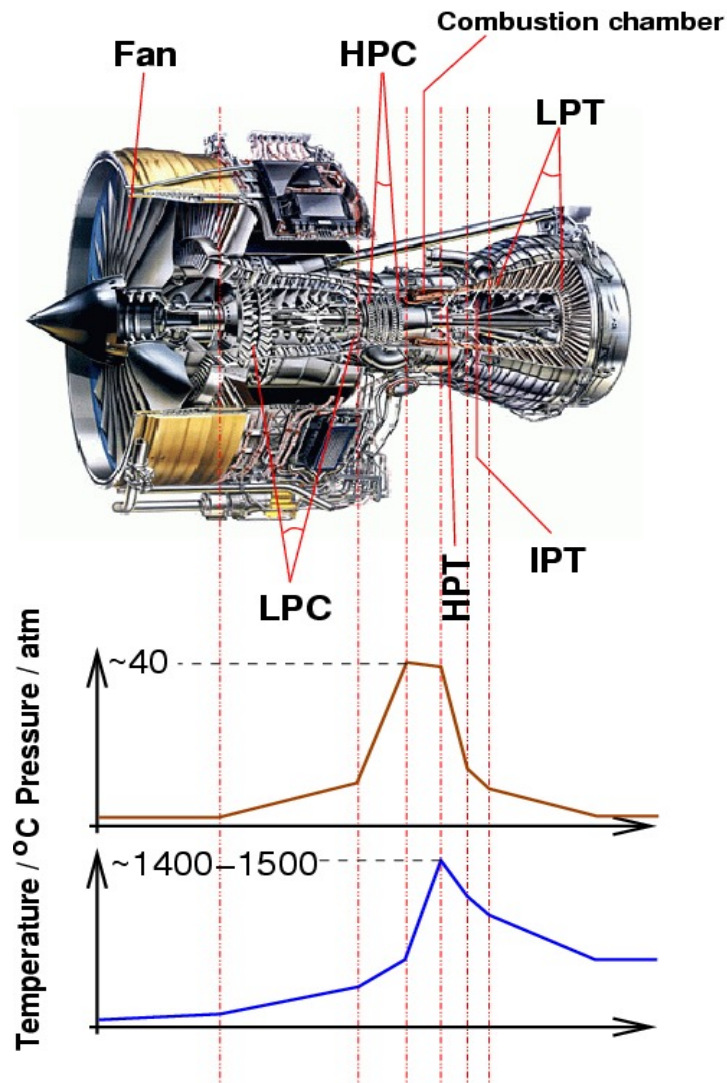 Combustion chamber
Fan
HPC
LPT
LPC
HPT
IPT
Pressure / atm
~40
Temperature / °C
~1400–1500